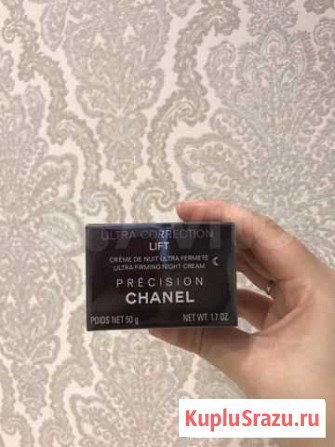 ULTRA CORRECTION
LIFT
CRÈME DE NUIT ULTRA FERMETÉ
ULTRA FIRMING NIGHT CREAM
PRÉCISION
CHANEL
POIDS NET 50 g NET WT. 1.7 OZ.
KupluSrazu.ru